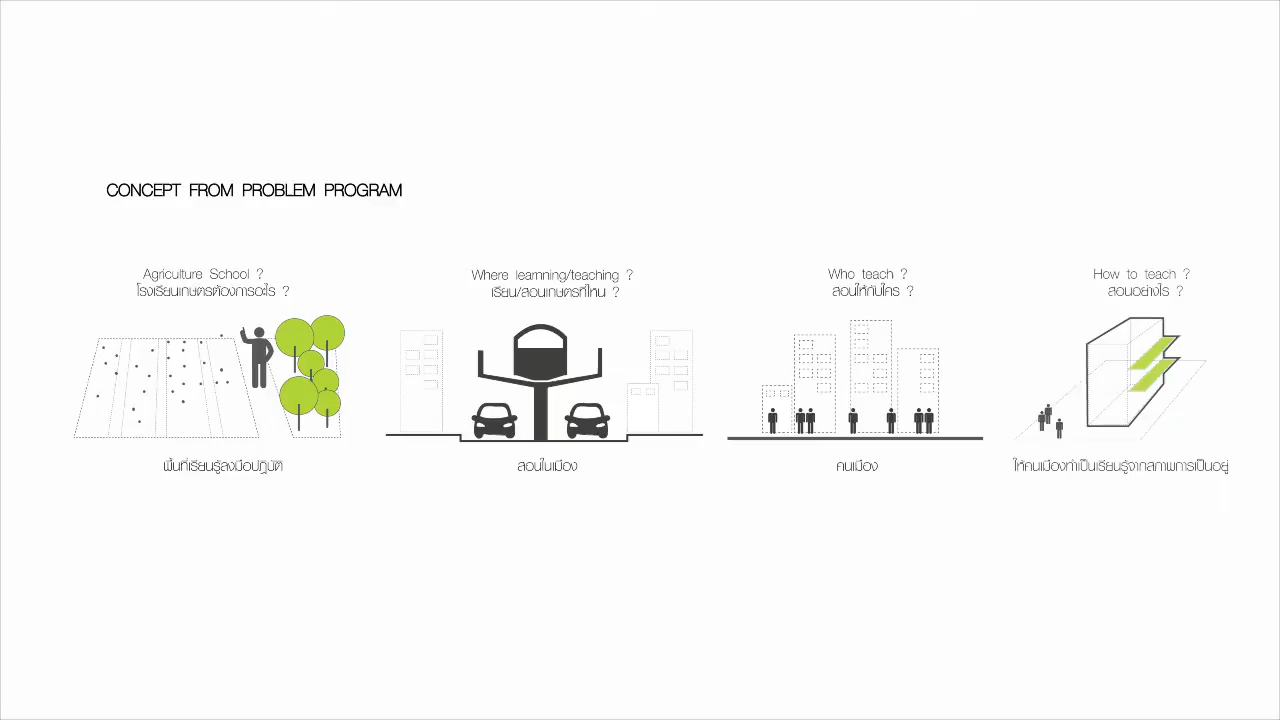 CONCEPT FROM PROBLEM PROGRAM
Agriculture School ?
โรงเรียนเกษตรต้องการอะไร ?
Where learnning/teaching ?
เรียน/สอนเกษตรที่ไหน ?
Who teach ?
สอนให้กับใคร ?
How to teach ?
สอนอย่างไร ?
พื้นที่เรียนรู้ลงมือปฏิบัติ
สอนในเมือง
คนเมือง
ให้คนเมืองทำเป็นเรียนรู้จากสภาพการเป็นอยู่